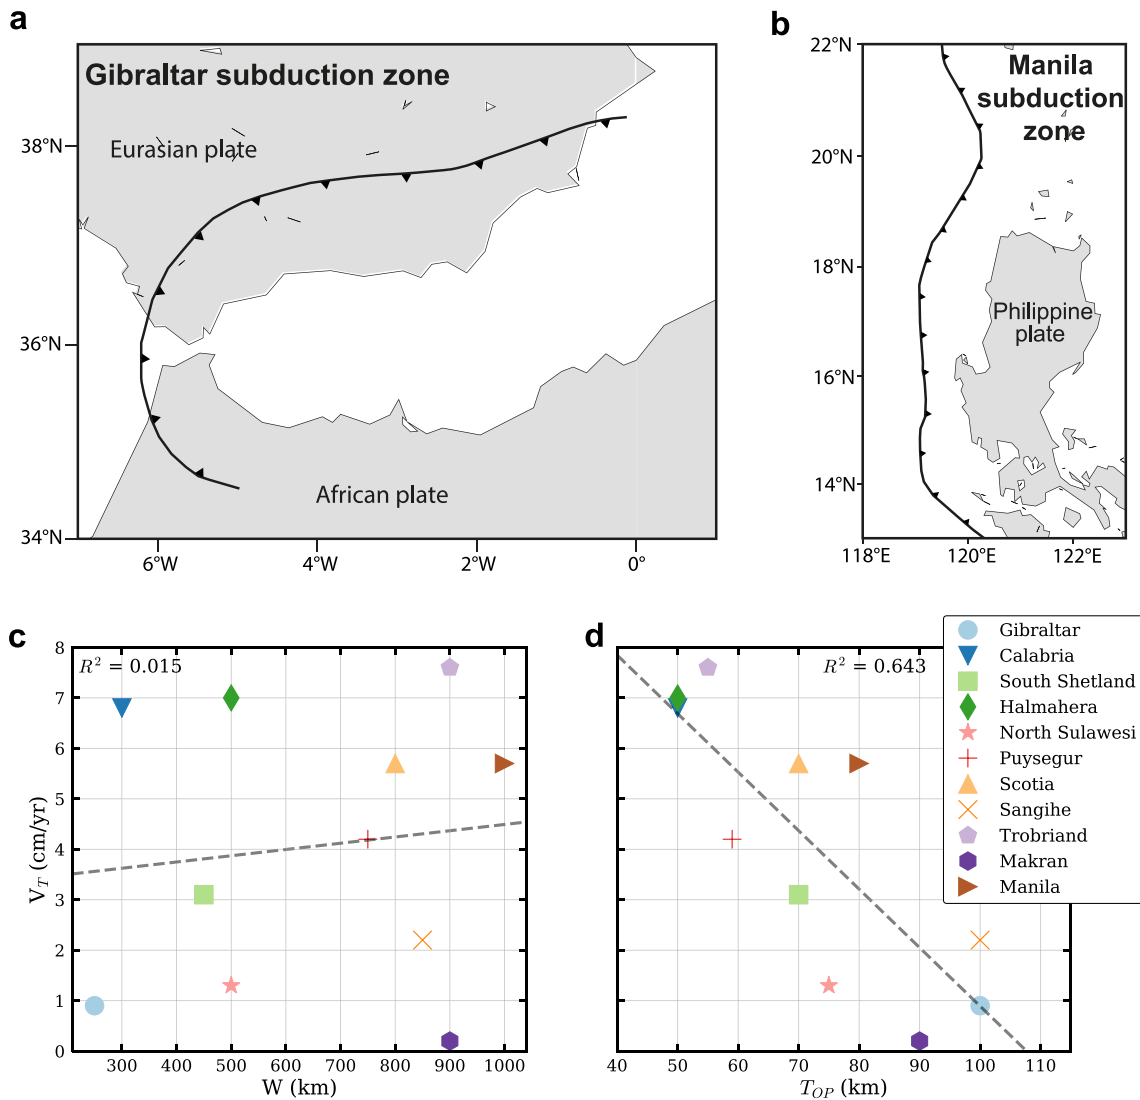 a
Gibraltar subduction zone
Eurasian plate
African plate
38°N
36°N
34°N
6°W
4°W
2°W
0°
b
Manila
subduction
zone
Philippine
plate
22°N
20°N
18°N
16°N
14°N
118°E
120°E
122°E
c
R² = 0.015
V_T (cm/yr)
8
7
6
5
4
3
2
1
0
300 400 500 600 700 800 900 1000
W (km)
d
R² = 0.643
40 50 60 70 80 90 100 110
T_OP (km)
Gibraltar
Calabria
South Shetland
Halmahera
North Sulawesi
Puysegur
Scotia
Sangihe
Trobriand
Makran
Manila